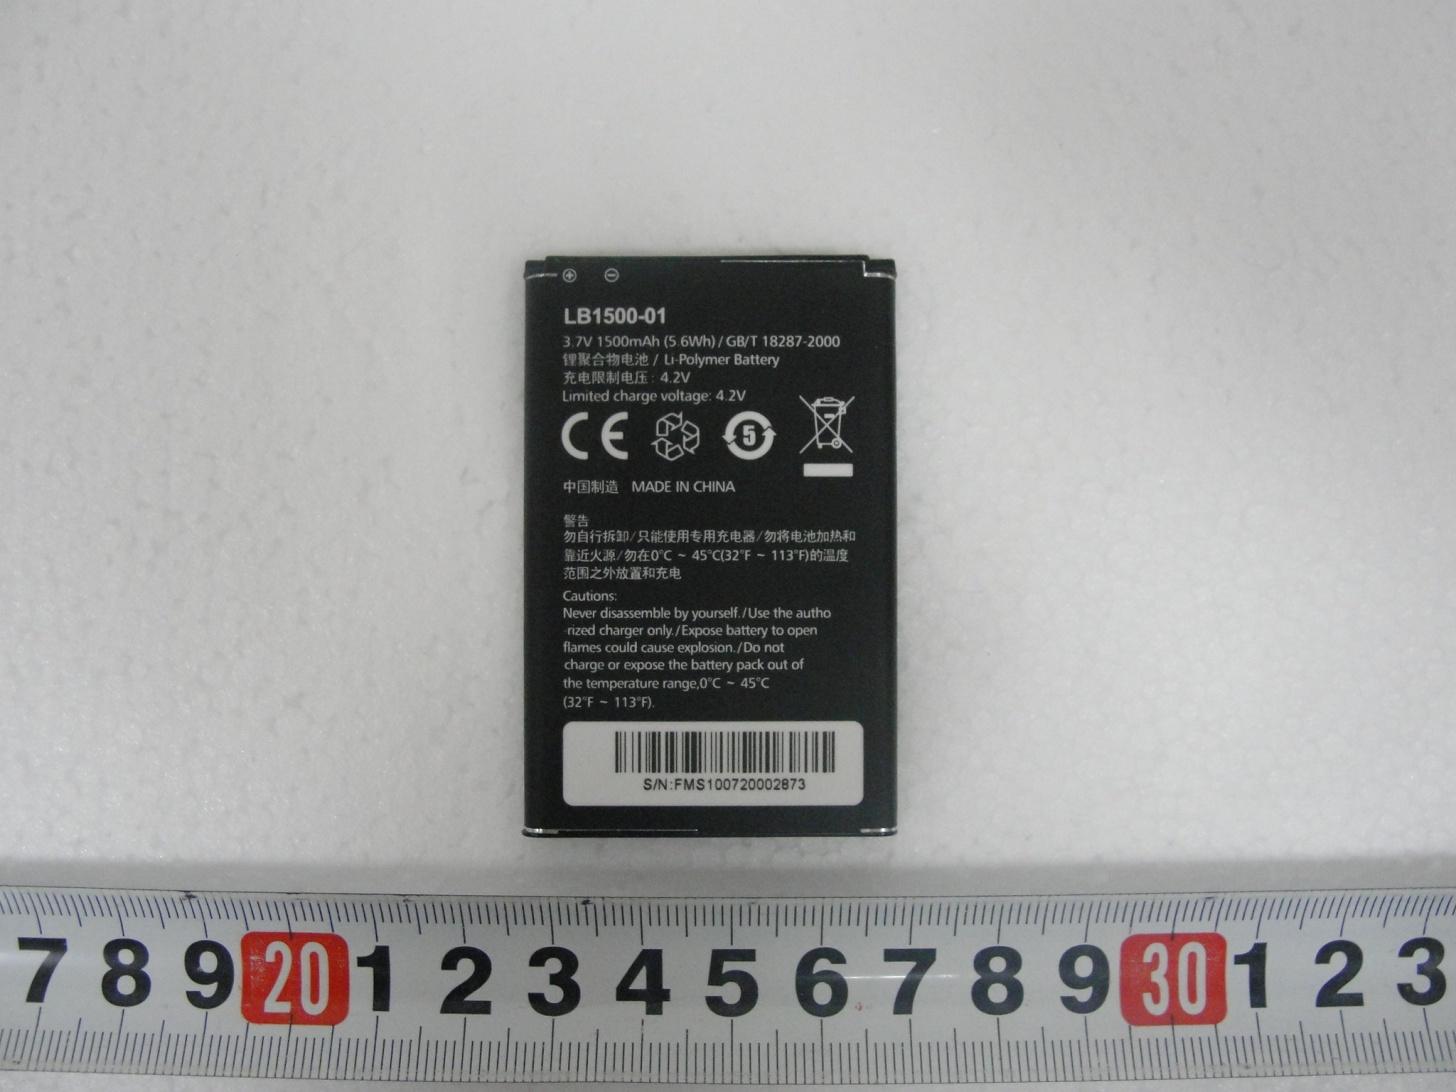 LB1500-01
3.7V 1500mAh (5.6Wh) / GB/T 18287-2000
锂聚合物电池 / Li-Polymer Battery
充电限制电压: 4.2V
Limited charge voltage: 4.2V
CE 5
中国制造 MADE IN CHINA
警告
勿自行拆卸/只能使用专用充电器/勿将电池加热和
靠近火源/勿在0°C ~ 45°C(32°F ~ 113°F)的温度
范围之外放置和充电
Cautions:
Never disassemble by yourself./Use the autho
-rized charger only./Expose battery to open
flames could cause explosion./Do not
charge or expose the battery pack out of
the temperature range,0°C ~ 45°C
(32°F ~ 113°F).
S/N:FMS100720002873
7 8 9 20 1 2 3 4 5 6 7 8 9 30 1 2 3